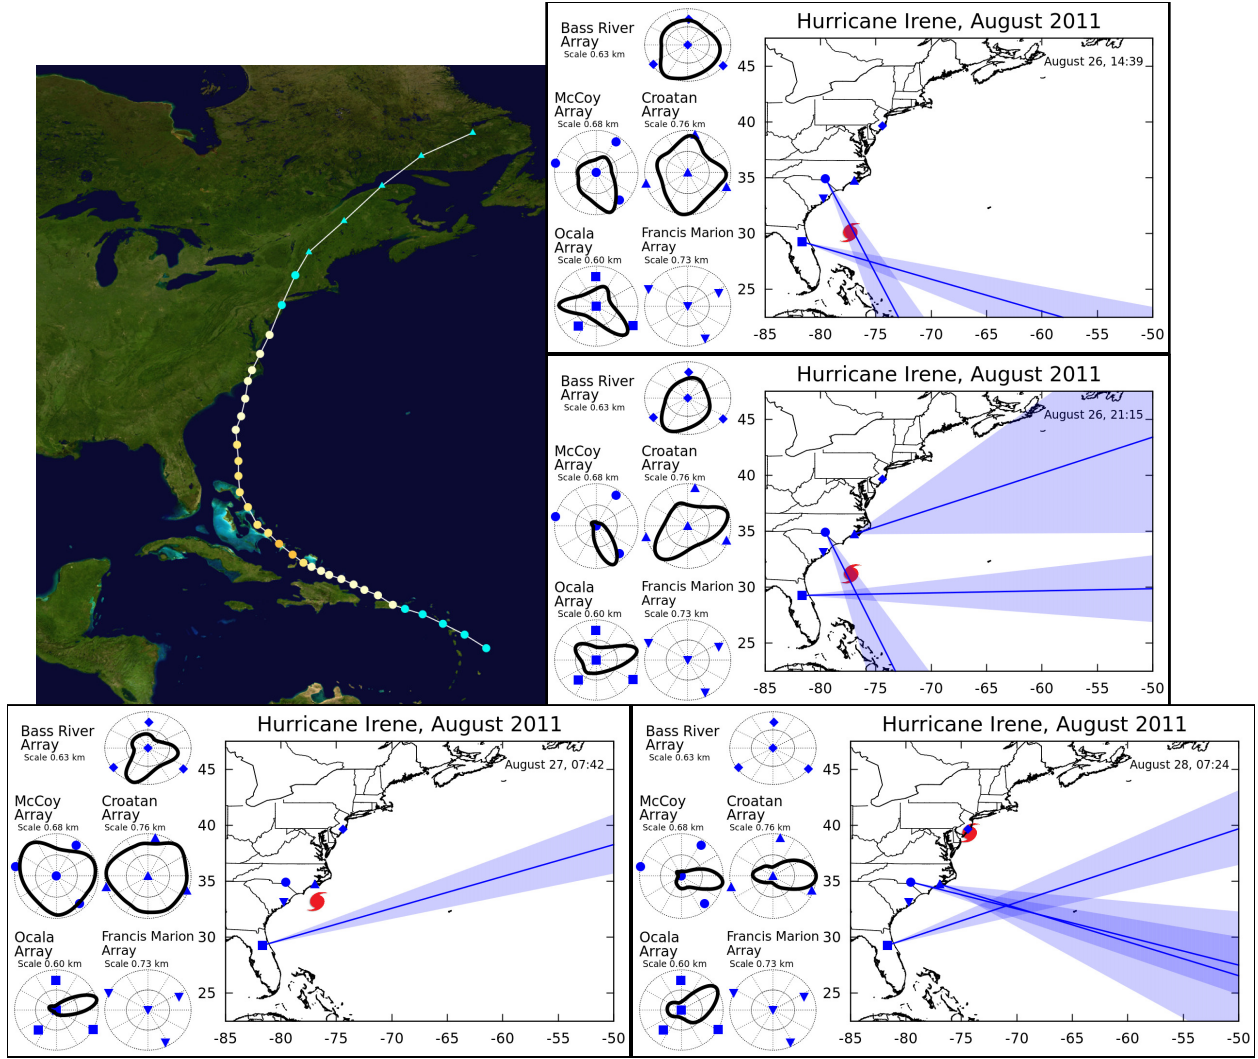 Hurricane Irene, August 2011
Bass River
Array
Scale 0.63 km
McCoy
Array
Scale 0.68 km
Croatan
Array
Scale 0.76 km
Ocala
Array
Scale 0.60 km
Francis Marion
Array
Scale 0.73 km
August 26, 14:39
45
40
35
30
25
-85
-80
-75
-70
-65
-60
-55
-50
Hurricane Irene, August 2011
Bass River
Array
Scale 0.63 km
McCoy
Array
Scale 0.68 km
Croatan
Array
Scale 0.76 km
Ocala
Array
Scale 0.60 km
Francis Marion
Array
Scale 0.73 km
August 26, 21:15
45
40
35
30
25
-85
-80
-75
-70
-65
-60
-55
-50
Hurricane Irene, August 2011
Bass River
Array
Scale 0.63 km
McCoy
Array
Scale 0.68 km
Croatan
Array
Scale 0.76 km
Ocala
Array
Scale 0.60 km
Francis Marion
Array
Scale 0.73 km
August 27, 07:42
45
40
35
30
25
-85
-80
-75
-70
-65
-60
-55
-50
Hurricane Irene, August 2011
Bass River
Array
Scale 0.63 km
McCoy
Array
Scale 0.68 km
Croatan
Array
Scale 0.76 km
Ocala
Array
Scale 0.60 km
Francis Marion
Array
Scale 0.73 km
August 28, 07:24
45
40
35
30
25
-85
-80
-75
-70
-65
-60
-55
-50